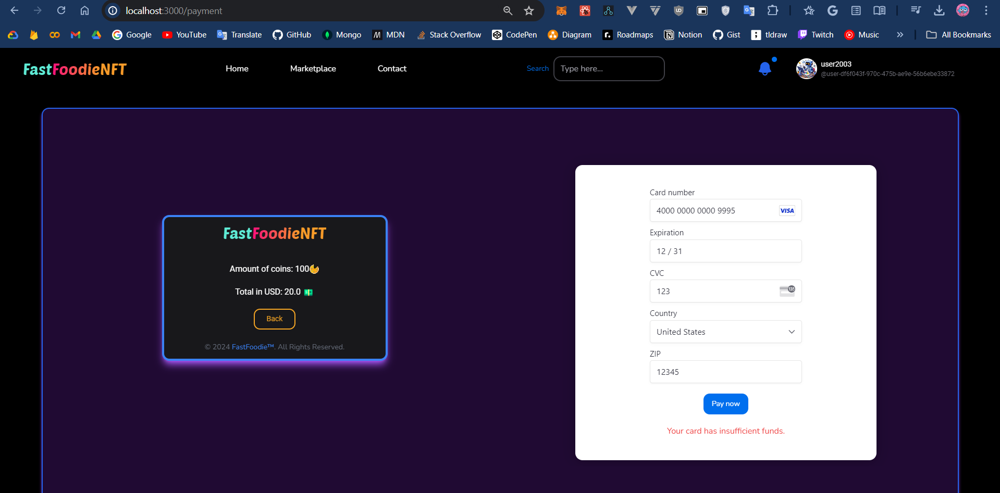 localhost:3000/payment
Google YouTube Translate GitHub Mongo MDN Stack Overflow CodePen Diagram Roadmaps Notion Gist tldraw Twitch Music » All Bookmarks
FastFoodieNFT
Home Marketplace Contact
Search Type here...
user2003
@user-df6f043f-970c-475b-ae9e-56b6ebe33872
FastFoodieNFT
Amount of coins: 100
Total in USD: 20.0
Back
© 2024 FastFoodie™. All Rights Reserved.
Card number
4000 0000 0000 9995 VISA
Expiration
12 / 31
CVC
123 135
Country
United States
ZIP
12345
Pay now
Your card has insufficient funds.